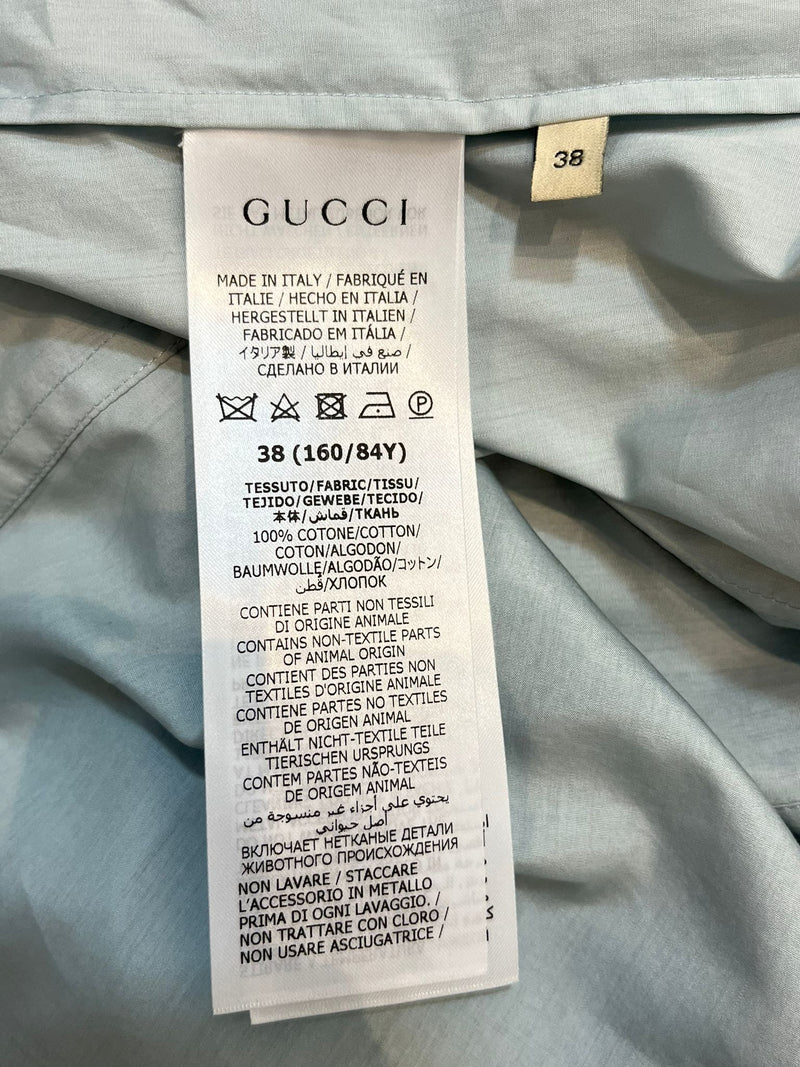 GUCCI
38
MADE IN ITALY / FABRIQUÉ EN
ITALIE / HECHO EN ITALIA /
HERGESTELLT IN ITALIEN /
FABRICADO EM ITÁLIA /
イタリア製 / صنع في إيطاليا /
СДЕЛАНО В ИТАЛИИ
P
38 (160/84Y)
TESSUTO/FABRIC/TISSU/
TEJIDO/GEWEBE/TECIDO/
本体/قماش/ТКАНЬ
100% COTONE/COTTON/
COTON/ALGODON/
BAUMWOLLE/ALGODÃO/コットン/
قطن/ХЛОПОК
CONTIENE PARTI NON TESSILI
DI ORIGINE ANIMALE
CONTAINS NON-TEXTILE PARTS
OF ANIMAL ORIGIN
CONTIENT DES PARTIES NON
TEXTILES D'ORIGINE ANIMALE
CONTIENE PARTES NO TEXTILES
DE ORIGEN ANIMAL
ENTHÄLT NICHT-TEXTILE TEILE
TIERISCHEN URSPRUNGS
CONTEM PARTES NÃO-TEXTEIS
DE ORIGEM ANIMAL
يحتوي على أجزاء غير منسوجة من
أصل حيواني
ВКЛЮЧАЕТ НЕТКАНЫЕ ДЕТАЛИ
ЖИВОТНОГО ПРОИСХОЖДЕНИЯ
NON LAVARE / STACCARE
L'ACCESSORIO IN METALLO
PRIMA DI OGNI LAVAGGIO. /
NON TRATTARE CON CLORO /
NON USARE ASCIUGATRICE /